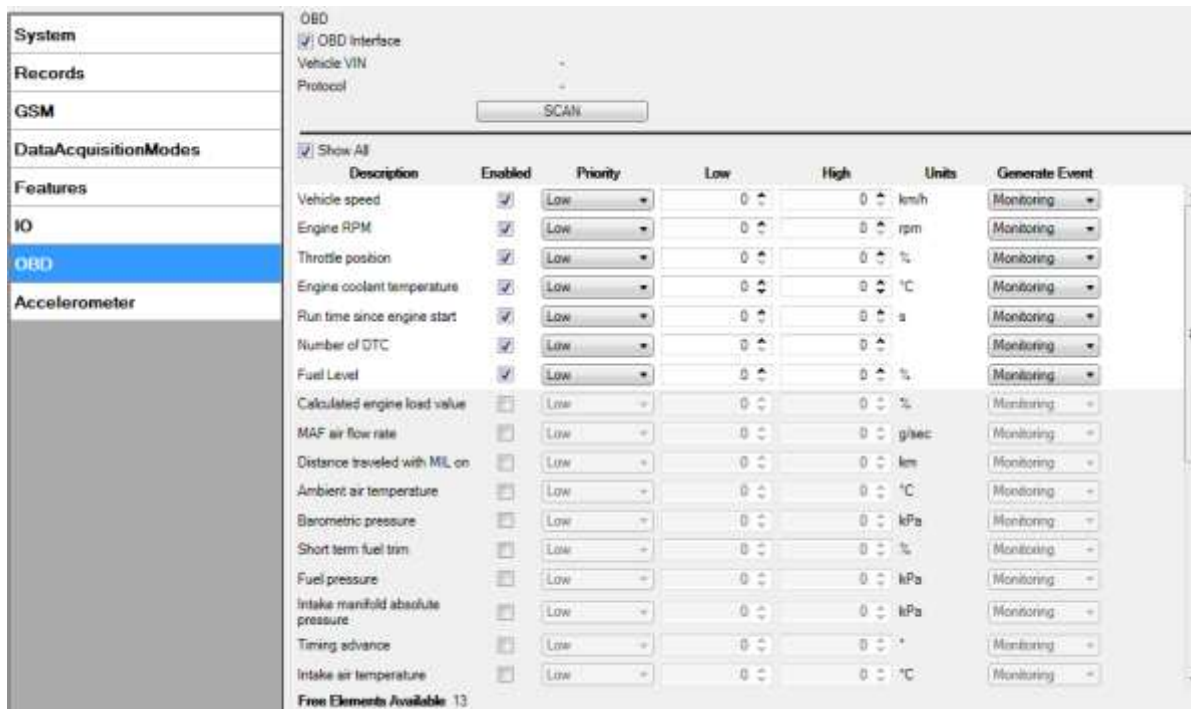 System
Records
GSM
DataAcquisitionModes
Features
IO
OBD
Accelerometer
OBD
OBD Interface
Vehicle VIN -
Protocol -
SCAN
Show All
Description Enabled Priority Low High Units Generate Event
Vehicle speed Low 0 0 km/h Monitoring
Engine RPM Low 0 0 rpm Monitoring
Throttle position Low 0 0 % Monitoring
Engine coolant temperature Low 0 0 °C Monitoring
Run time since engine start Low 0 0 s Monitoring
Number of DTC Low 0 0 Monitoring
Fuel Level Low 0 0 % Monitoring
Calculated engine load value Low 0 0 % Monitoring
MAF air flow rate Low 0 0 g/sec Monitoring
Distance traveled with MIL on Low 0 0 km Monitoring
Ambient air temperature Low 0 0 °C Monitoring
Barometric pressure Low 0 0 kPa Monitoring
Short term fuel trim Low 0 0 % Monitoring
Fuel pressure Low 0 0 kPa Monitoring
Intake manifold absolute
pressure Low 0 0 kPa Monitoring
Timing advance Low 0 0 ° Monitoring
Intake air temperature Low 0 0 °C Monitoring
Free Elements Available 13